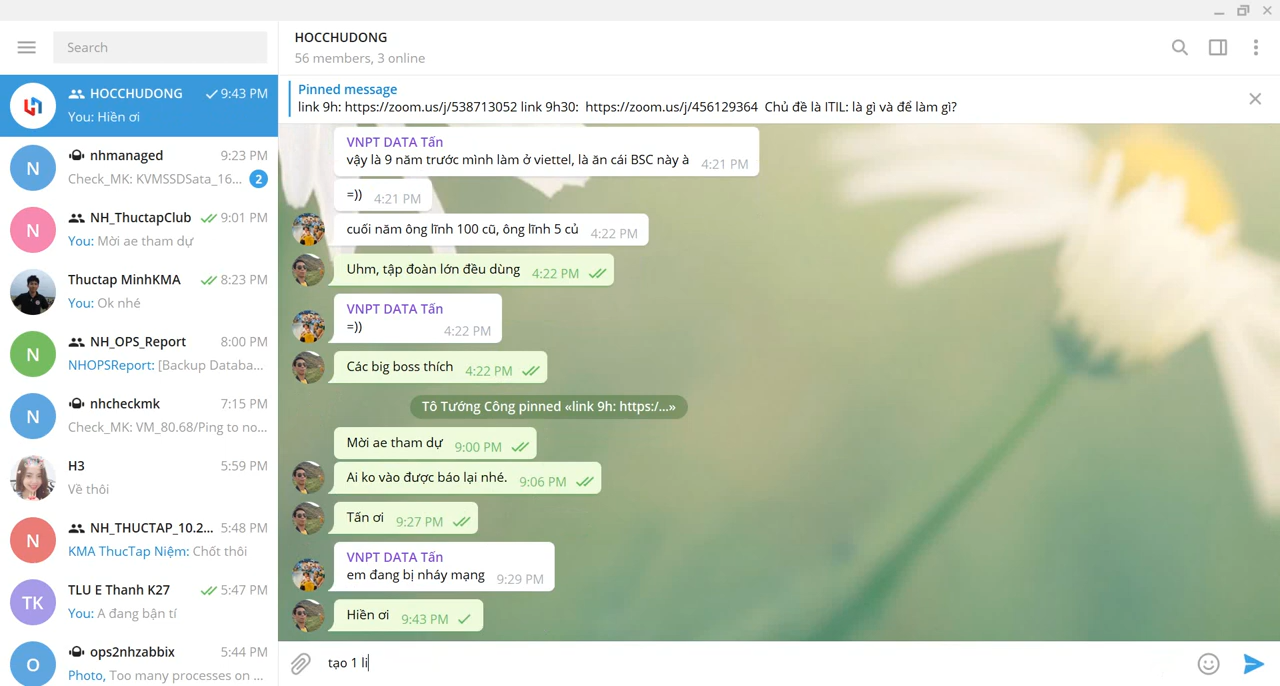 Search
HOCCHUDONG 9:43 PM
You: Hiền ơi
N
nhmanaged 9:23 PM
Check_MK: KVMSSDSata_16... 2
N
NH_ThuctapClub 9:01 PM
You: Mời ae tham dự
Thuctap MinhKMA 8:23 PM
You: Ok nhé
N
NH_OPS_Report 8:00 PM
NHOPSReport: [Backup Databa...
N
nhcheckmk 7:15 PM
Check_MK: VM_80.68/Ping to no...
H3 5:59 PM
Về thôi
N
NH_THUCTAP_10.2... 5:48 PM
KMA ThucTap Niệm: Chốt thôi
TK
TLU E Thanh K27 5:47 PM
You: A đang bận tí
O
ops2nhzabbix 5:44 PM
Photo, Too many processes on ...
HOCCHUDONG
56 members, 3 online
Pinned message
link 9h: https://zoom.us/j/538713052 link 9h30:  https://zoom.us/j/456129364  Chủ đề là ITIL: là gì và để làm gì?
VNPT DATA Tấn
vậy là 9 năm trước mình làm ở viettel, là ăn cái BSC này à 4:21 PM
=)) 4:21 PM
cuối năm ông lĩnh 100 cũ, ông lĩnh 5 củ 4:22 PM
Uhm, tập đoàn lớn đều dùng 4:22 PM
VNPT DATA Tấn
=)) 4:22 PM
Các big boss thích 4:22 PM
Tô Tướng Công pinned «link 9h: https:/...»
Mời ae tham dự 9:00 PM
Ai ko vào được báo lại nhé. 9:06 PM
Tấn ơi 9:27 PM
VNPT DATA Tấn
em đang bị nháy mạng 9:29 PM
Hiền ơi 9:43 PM
tạo 1 li